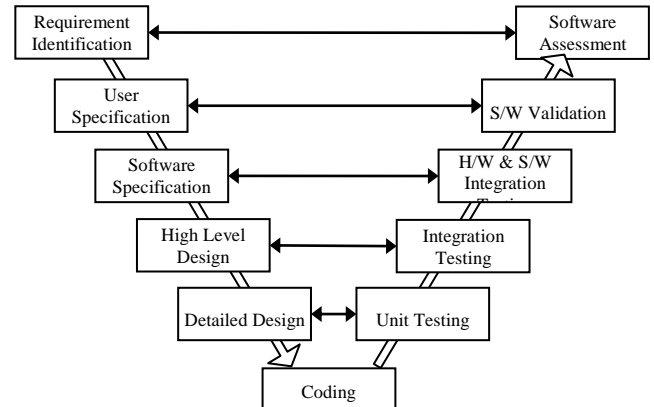 Requirement
Identification
Software
Assessment
User
Specification
S/W Validation
Software
Specification
H/W & S/W
Integration
High Level
Design
Integration
Testing
Detailed Design
Unit Testing
Coding